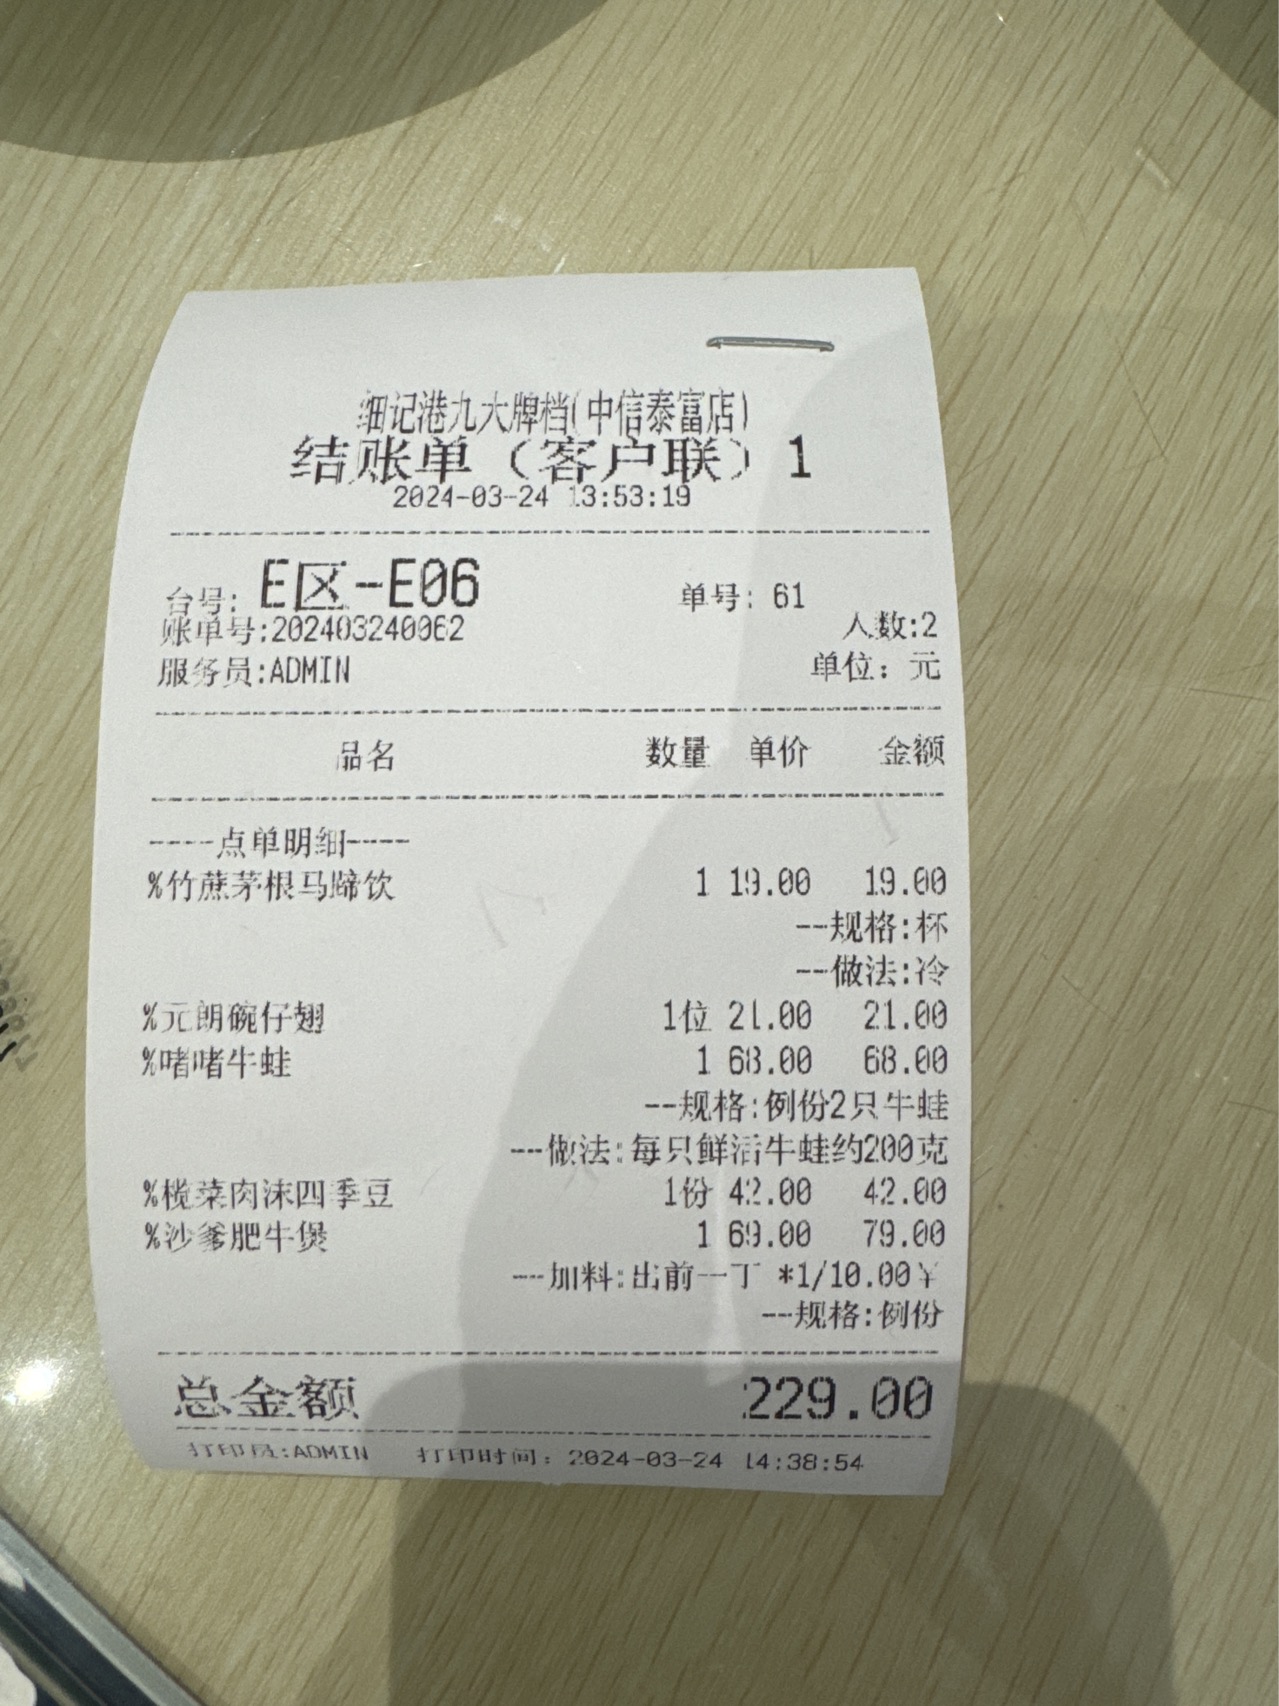 细记港九大牌档(中信泰富店)
结账单（客户联）1
2024-03-24 13:53:19
台号: E区-E06 单号: 61
账单号:202403240062 人数:2
服务员:ADMIN 单位：元
品名 数量 单价 金额
----点单明细----
%竹蔗茅根马蹄饮 1 19.00 19.00
--规格:杯
--做法:冷
%元朗碗仔翅 1位 21.00 21.00
%啫啫牛蛙 1 68.00 68.00
--规格:例份2只牛蛙
---做法:每只鲜活牛蛙约200克
%榄菜肉沫四季豆 1份 42.00 42.00
%沙爹肥牛煲 1 69.00 79.00
---加料:出前一丁 *1/10.00¥
--规格:例份
总金额 229.00
打印员:ADMIN 打印时间：2024-03-24 14:38:54